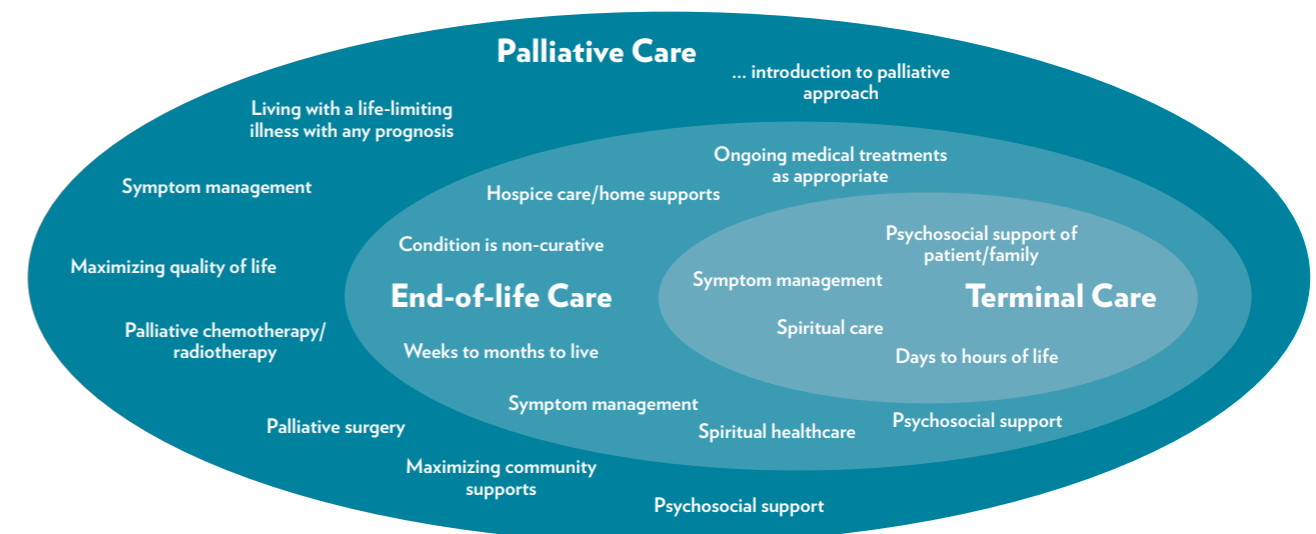 Palliative Care
... introduction to palliative
approach
Living with a life-limiting
illness with any prognosis
Symptom management
Maximizing quality of life
Palliative chemotherapy/
radiotherapy
Palliative surgery
Maximizing community
supports
Psychosocial support
Ongoing medical treatments
as appropriate
Hospice care/home supports
Condition is non-curative
End-of-life Care
Weeks to months to live
Symptom management
Spiritual healthcare
Psychosocial support
Psychosocial support of
patient/family
Symptom management
Terminal Care
Spiritual care
Days to hours of life